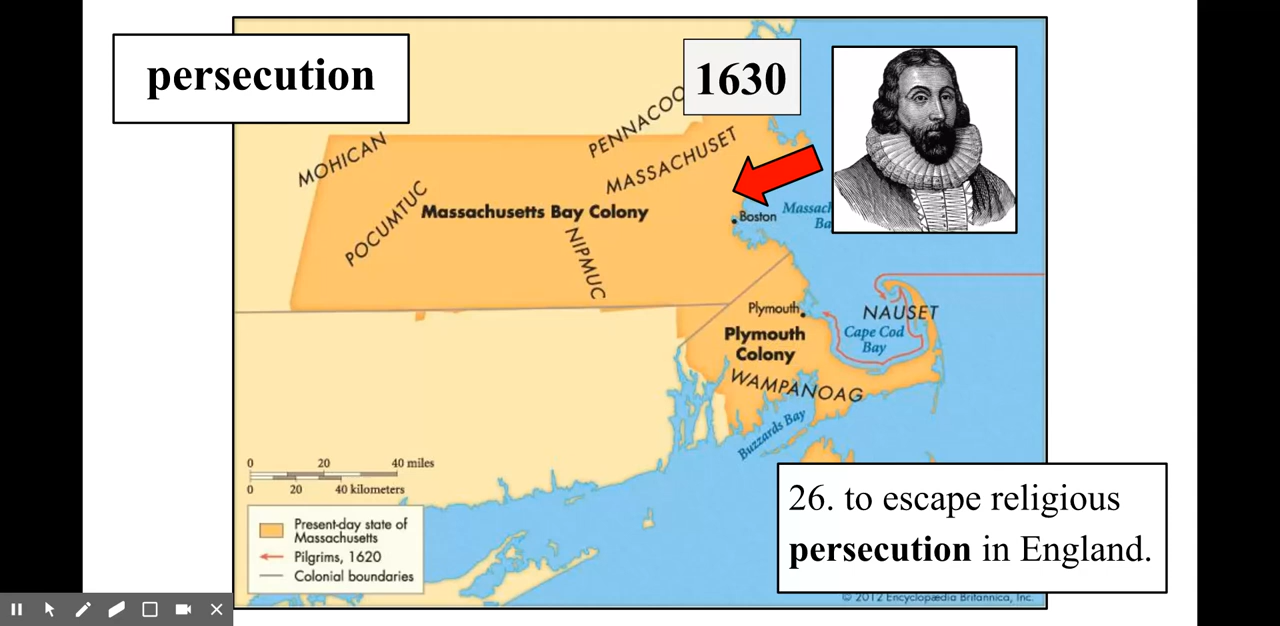 persecution
1630
MOHICAN
PENNACOO
MASSACHUSET
POCUMTUC
Massachusetts Bay Colony
NIPMUC
Boston
Massach
Ba
Plymouth
NAUSET
Plymouth
Colony
Cape Cod
Bay
WAMPANOAG
Buzzards Bay
0 20 40 miles
0 20 40 kilometers
Present-day state of
Massachusetts
Pilgrims, 1620
Colonial boundaries
26. to escape religious
persecution in England.
© 2012 Encyclopædia Britannica, Inc.